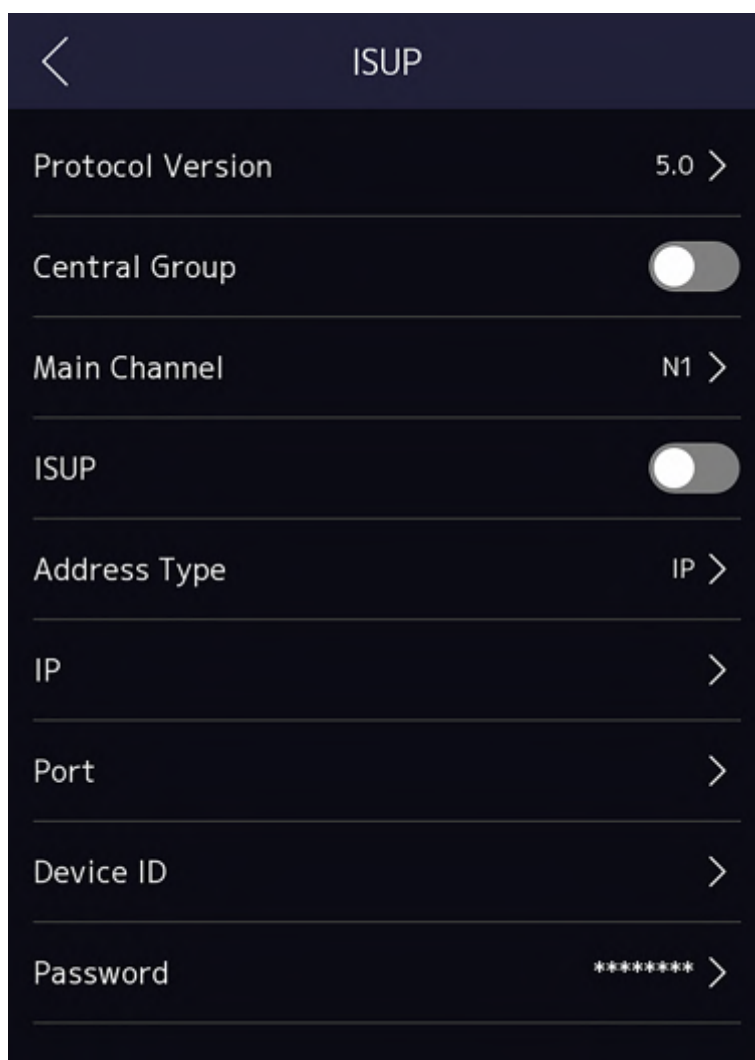 ISUP
Protocol Version 5.0
Central Group
Main Channel N1
ISUP
Address Type IP
IP
Port
Device ID
Password ********